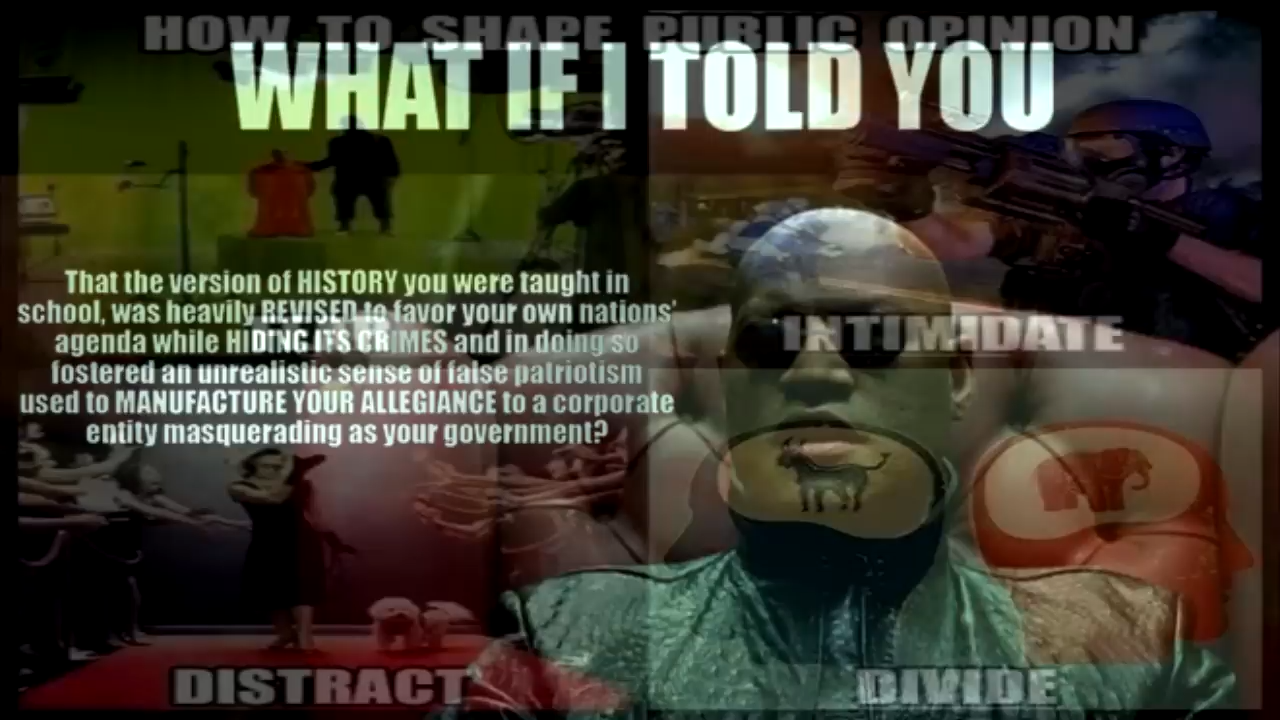 HOW TO SHAPE PUBLIC OPINION
WHAT IF I TOLD YOU
That the version of HISTORY you were taught in
school, was heavily REVISED to favor your own nations'
agenda while HIDING ITS CRIMES and in doing so
fostered an unrealistic sense of false patriotism
used to MANUFACTURE YOUR ALLEGIANCE to a corporate
entity masquerading as your government?
INTIMIDATE
DISTRACT
DIVIDE